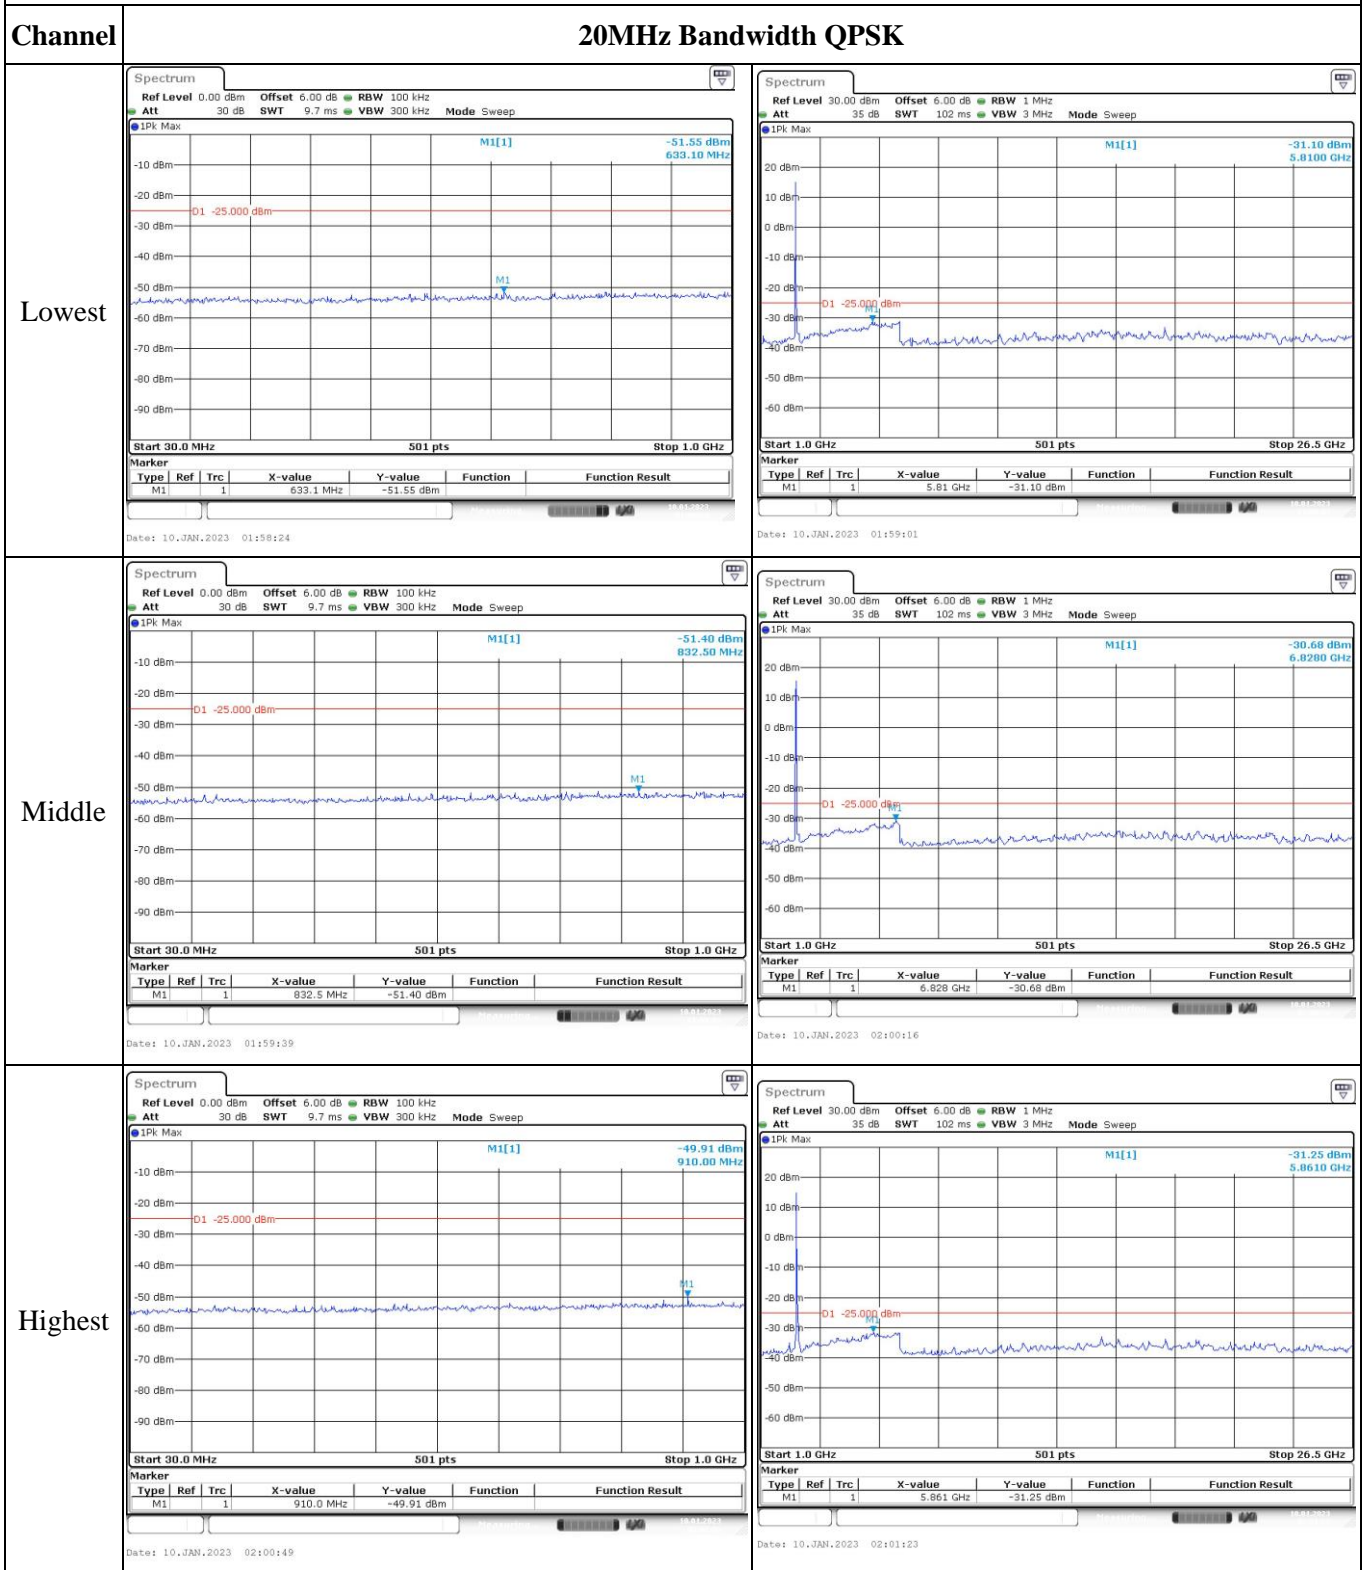 Channel 20MHz Bandwidth QPSK
Lowest
Spectrum
Ref Level 0.00 dBm Offset 6.00 dB RBW 100 kHz
Att 30 dB SWT 9.7 ms VBW 300 kHz Mode Sweep
1Pk Max
M1[1] -51.55 dBm
633.10 MHz
-10 dBm
-20 dBm
D1 -25.000 dBm
-30 dBm
-40 dBm
M1
-50 dBm
-60 dBm
-70 dBm
-80 dBm
-90 dBm
Start 30.0 MHz 501 pts Stop 1.0 GHz
Marker
Type Ref Trc X-value Y-value Function Function Result
M1 1 633.1 MHz -51.55 dBm
Date: 10.JAN.2023 01:58:24
Spectrum
Ref Level 30.00 dBm Offset 6.00 dB RBW 1 MHz
Att 35 dB SWT 102 ms VBW 3 MHz Mode Sweep
1Pk Max
M1[1] -31.10 dBm
5.8100 GHz
20 dBm
10 dBm
0 dBm
-10 dBm
-20 dBm
D1 -25.000 dBm
M1
-30 dBm
-40 dBm
-50 dBm
-60 dBm
Start 1.0 GHz 501 pts Stop 26.5 GHz
Marker
Type Ref Trc X-value Y-value Function Function Result
M1 1 5.81 GHz -31.10 dBm
Date: 10.JAN.2023 01:59:01
Middle
Spectrum
Ref Level 0.00 dBm Offset 6.00 dB RBW 100 kHz
Att 30 dB SWT 9.7 ms VBW 300 kHz Mode Sweep
1Pk Max
M1[1] -51.40 dBm
832.50 MHz
-10 dBm
-20 dBm
D1 -25.000 dBm
-30 dBm
-40 dBm
M1
-50 dBm
-60 dBm
-70 dBm
-80 dBm
-90 dBm
Start 30.0 MHz 501 pts Stop 1.0 GHz
Marker
Type Ref Trc X-value Y-value Function Function Result
M1 1 832.5 MHz -51.40 dBm
Date: 10.JAN.2023 01:59:39
Spectrum
Ref Level 30.00 dBm Offset 6.00 dB RBW 1 MHz
Att 35 dB SWT 102 ms VBW 3 MHz Mode Sweep
1Pk Max
M1[1] -30.68 dBm
6.8280 GHz
20 dBm
10 dBm
0 dBm
-10 dBm
-20 dBm
D1 -25.000 dBm
M1
-30 dBm
-40 dBm
-50 dBm
-60 dBm
Start 1.0 GHz 501 pts Stop 26.5 GHz
Marker
Type Ref Trc X-value Y-value Function Function Result
M1 1 6.828 GHz -30.68 dBm
Date: 10.JAN.2023 02:00:16
Highest
Spectrum
Ref Level 0.00 dBm Offset 6.00 dB RBW 100 kHz
Att 30 dB SWT 9.7 ms VBW 300 kHz Mode Sweep
1Pk Max
M1[1] -49.91 dBm
910.00 MHz
-10 dBm
-20 dBm
D1 -25.000 dBm
-30 dBm
-40 dBm
M1
-50 dBm
-60 dBm
-70 dBm
-80 dBm
-90 dBm
Start 30.0 MHz 501 pts Stop 1.0 GHz
Marker
Type Ref Trc X-value Y-value Function Function Result
M1 1 910.0 MHz -49.91 dBm
Date: 10.JAN.2023 02:00:49
Spectrum
Ref Level 30.00 dBm Offset 6.00 dB RBW 1 MHz
Att 35 dB SWT 102 ms VBW 3 MHz Mode Sweep
1Pk Max
M1[1] -31.25 dBm
5.8610 GHz
20 dBm
10 dBm
0 dBm
-10 dBm
-20 dBm
D1 -25.000 dBm
M1
-30 dBm
-40 dBm
-50 dBm
-60 dBm
Start 1.0 GHz 501 pts Stop 26.5 GHz
Marker
Type Ref Trc X-value Y-value Function Function Result
M1 1 5.861 GHz -31.25 dBm
Date: 10.JAN.2023 02:01:23